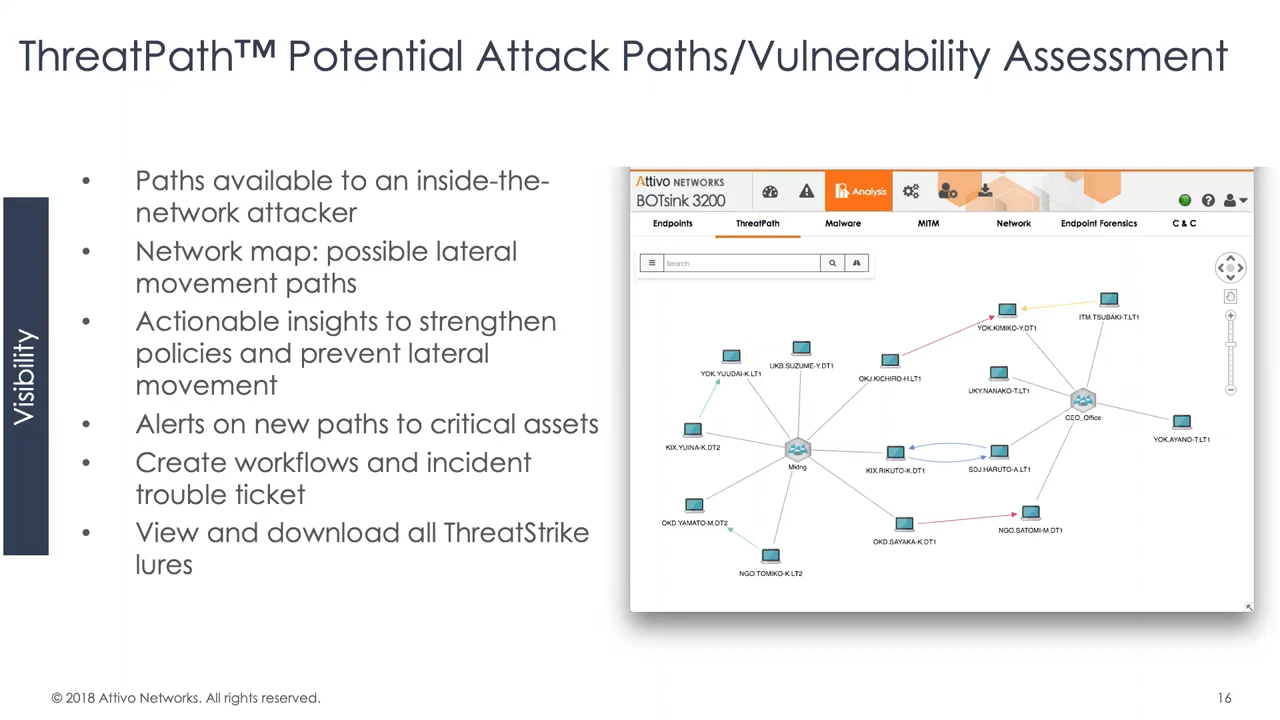 ThreatPath™ Potential Attack Paths/Vulnerability Assessment
Visibility
• Paths available to an inside-the-
network attacker
• Network map: possible lateral
movement paths
• Actionable insights to strengthen
policies and prevent lateral
movement
• Alerts on new paths to critical assets
• Create workflows and incident
trouble ticket
• View and download all ThreatStrike
lures
Attivo NETWORKS
BOTsink 3200
Analysis
Endpoints ThreatPath Malware MITM Network Endpoint Forensics C & C
Search
ITM.TSUBAKI-T.LT1
YOK.KIMIKO-Y.DT1
UKB.SUZUME-Y.DT1
YOK.YUUDAI-K.LT1
OKJ.KICHIRO-H.LT1
UKY.NANAKO-T.LT1
CEO_Office
YOK.AYANO-T.LT1
KIX.YUINA-K.DT2
Mktng
KIX.RIKUTO-K.DT1
SDJ.HARUTO-A.LT1
OKD.YAMATO-M.DT2
OKD.SAYAKA-K.DT1
NGO.SATOMI-M.DT1
NGO.TOMIKO-K.LT2
© 2018 Attivo Networks. All rights reserved.
16